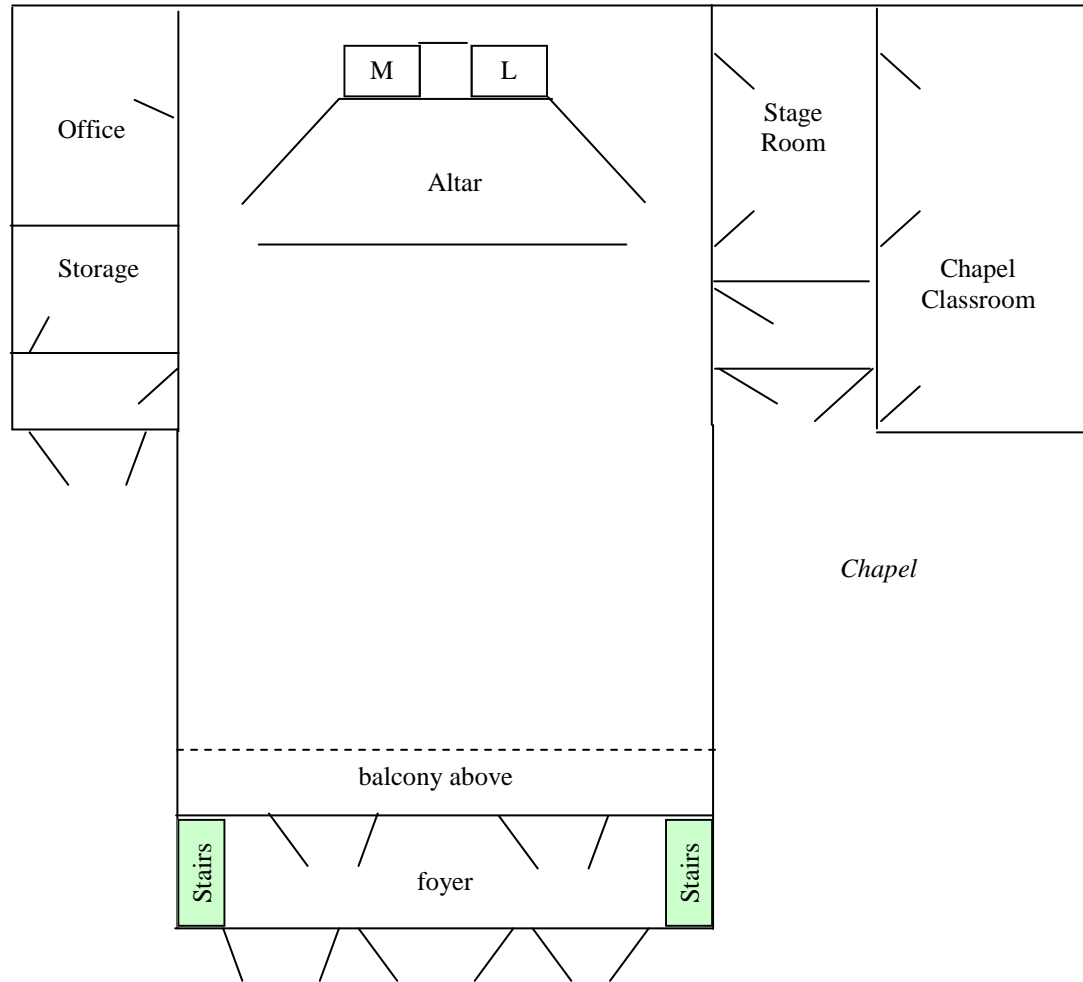 M
L
Office
Stage
Room
Altar
Storage
Chapel
Classroom
Chapel
balcony above
Stairs
foyer
Stairs